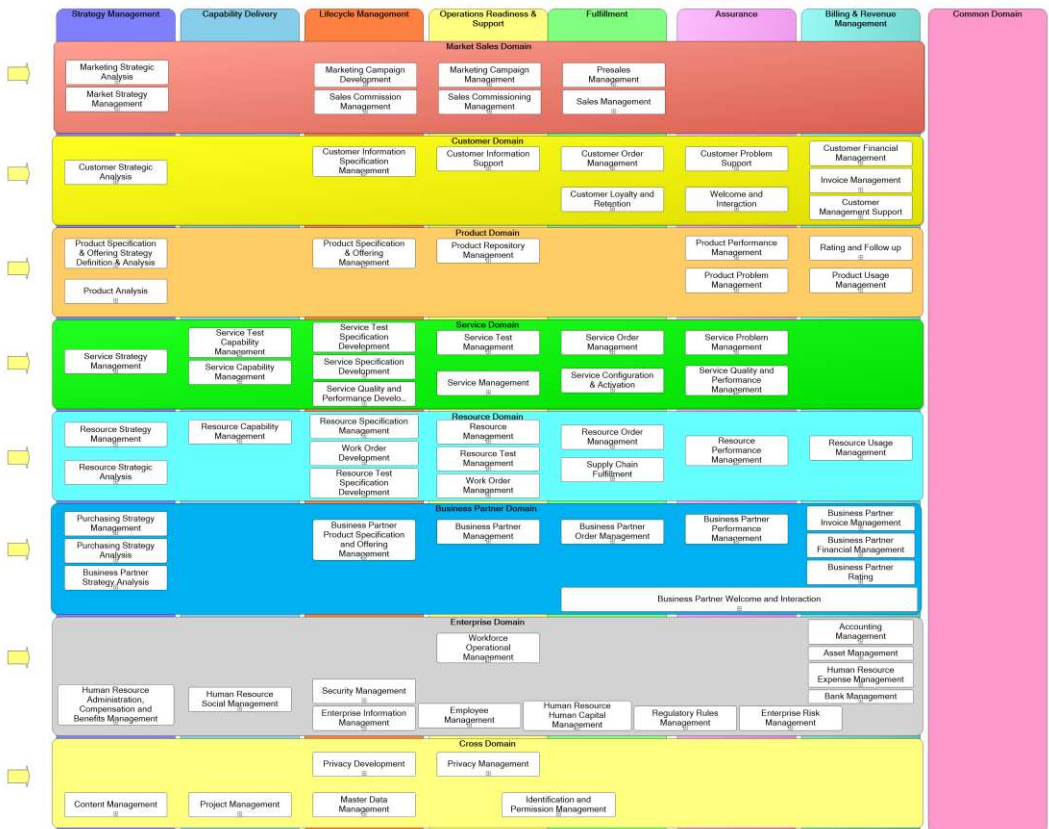 Strategy Management
Capability Delivery
Lifecycle Management
Operations Readiness &
Support
Fulfillment
Assurance
Billing & Revenue
Management
Common Domain
Market Sales Domain
Marketing Strategic
Analysis
Market Strategy
Management
Marketing Campaign
Development
Sales Commission
Management
Marketing Campaign
Management
Sales Commissioning
Management
Presales
Management
Sales Management
Customer Domain
Customer Strategic
Analysis
Customer Information
Specification
Management
Customer Information
Support
Customer Order
Management
Customer Loyalty and
Retention
Customer Problem
Support
Welcome and
Interaction
Customer Financial
Management
Invoice Management
Customer
Management Support
Product Domain
Product Specification
& Offering Strategy
Definition & Analysis
Product Analysis
Product Specification
& Offering
Management
Product Repository
Management
Product Performance
Management
Product Problem
Management
Rating and Follow up
Product Usage
Management
Service Domain
Service Strategy
Management
Service Test
Capability
Management
Service Capability
Management
Service Test
Specification
Development
Service Specification
Development
Service Quality and
Performance Develo...
Service Test
Management
Service Management
Service Order
Management
Service Configuration
& Activation
Service Problem
Management
Service Quality and
Performance
Management
Resource Domain
Resource Strategy
Management
Resource Strategic
Analysis
Resource Capability
Management
Resource Specification
Management
Work Order
Development
Resource Test
Specification
Development
Resource
Management
Resource Test
Management
Work Order
Management
Resource Order
Management
Supply Chain
Fulfillment
Resource
Performance
Management
Resource Usage
Management
Business Partner Domain
Purchasing Strategy
Management
Purchasing Strategy
Analysis
Business Partner
Strategy Analysis
Business Partner
Product Specification
and Offering
Management
Business Partner
Management
Business Partner
Order Management
Business Partner
Performance
Management
Business Partner
Invoice Management
Business Partner
Financial Management
Business Partner
Rating
Business Partner Welcome and Interaction
Enterprise Domain
Workforce
Operational
Management
Accounting
Management
Asset Management
Human Resource
Expense Management
Bank Management
Human Resource
Administration,
Compensation and
Benefits Management
Human Resource
Social Management
Security Management
Enterprise Information
Management
Employee
Management
Human Resource
Human Capital
Management
Regulatory Rules
Management
Enterprise Risk
Management
Cross Domain
Privacy Development
Privacy Management
Content Management
Project Management
Master Data
Management
Identification and
Permission Management